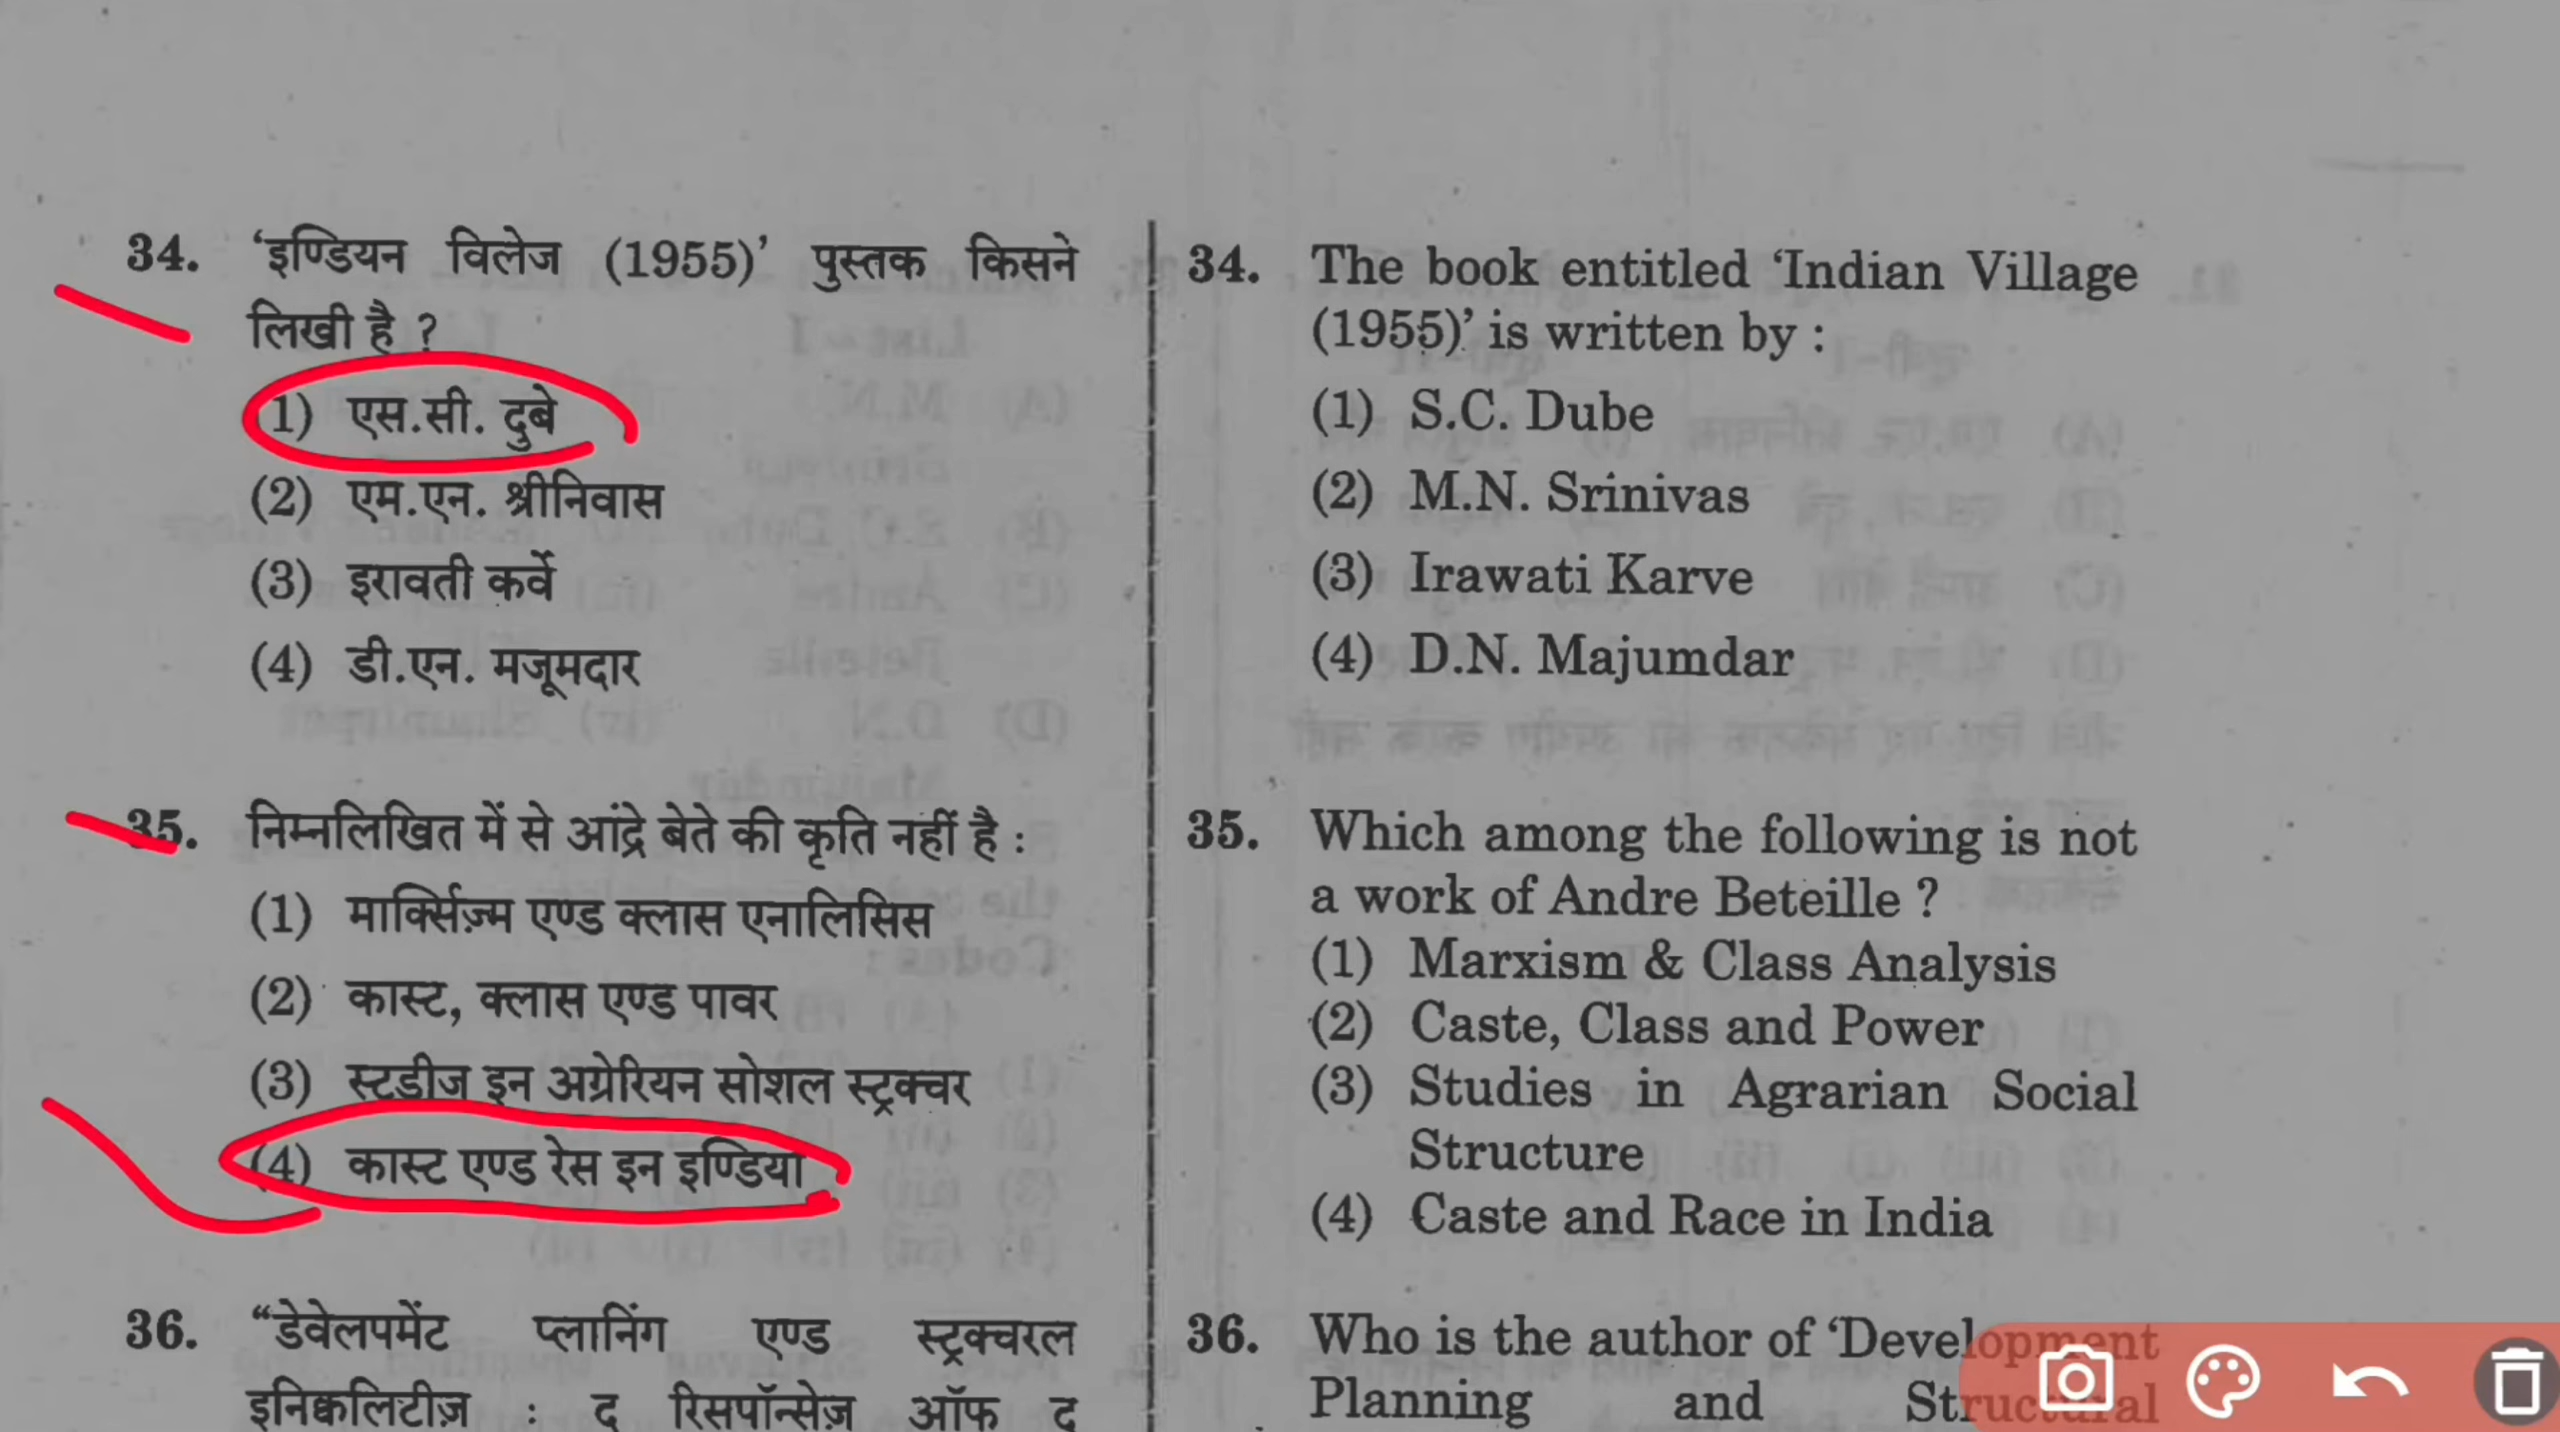 34. ‘इण्डियन विलेज (1955)’ पुस्तक किसने
लिखी है ?
1) एस.सी. दुबे
(2) एम.एन. श्रीनिवास
(3) इरावती कर्वे
(4) डी.एन. मजूमदार
35. निम्नलिखित में से आंद्रे बेते की कृति नहीं है :
(1) मार्क्सिज़्म एण्ड क्लास एनालिसिस
(2) कास्ट, क्लास एण्ड पावर
(3) स्टडीज इन अग्रेरियन सोशल स्ट्रक्चर
(4) कास्ट एण्ड रेस इन इण्डिया
36. “डेवेलपमेंट प्लानिंग एण्ड स्ट्रक्चरल
इनिक्वलिटीज़ : द रिसपॉन्सेज़ ऑफ द
34. The book entitled ‘Indian Village
(1955)’ is written by :
(1) S.C. Dube
(2) M.N. Srinivas
(3) Irawati Karve
(4) D.N. Majumdar
35. Which among the following is not
a work of Andre Beteille ?
(1) Marxism & Class Analysis
(2) Caste, Class and Power
(3) Studies in Agrarian Social
Structure
(4) Caste and Race in India
36. Who is the author of ‘Development
Planning and Structural